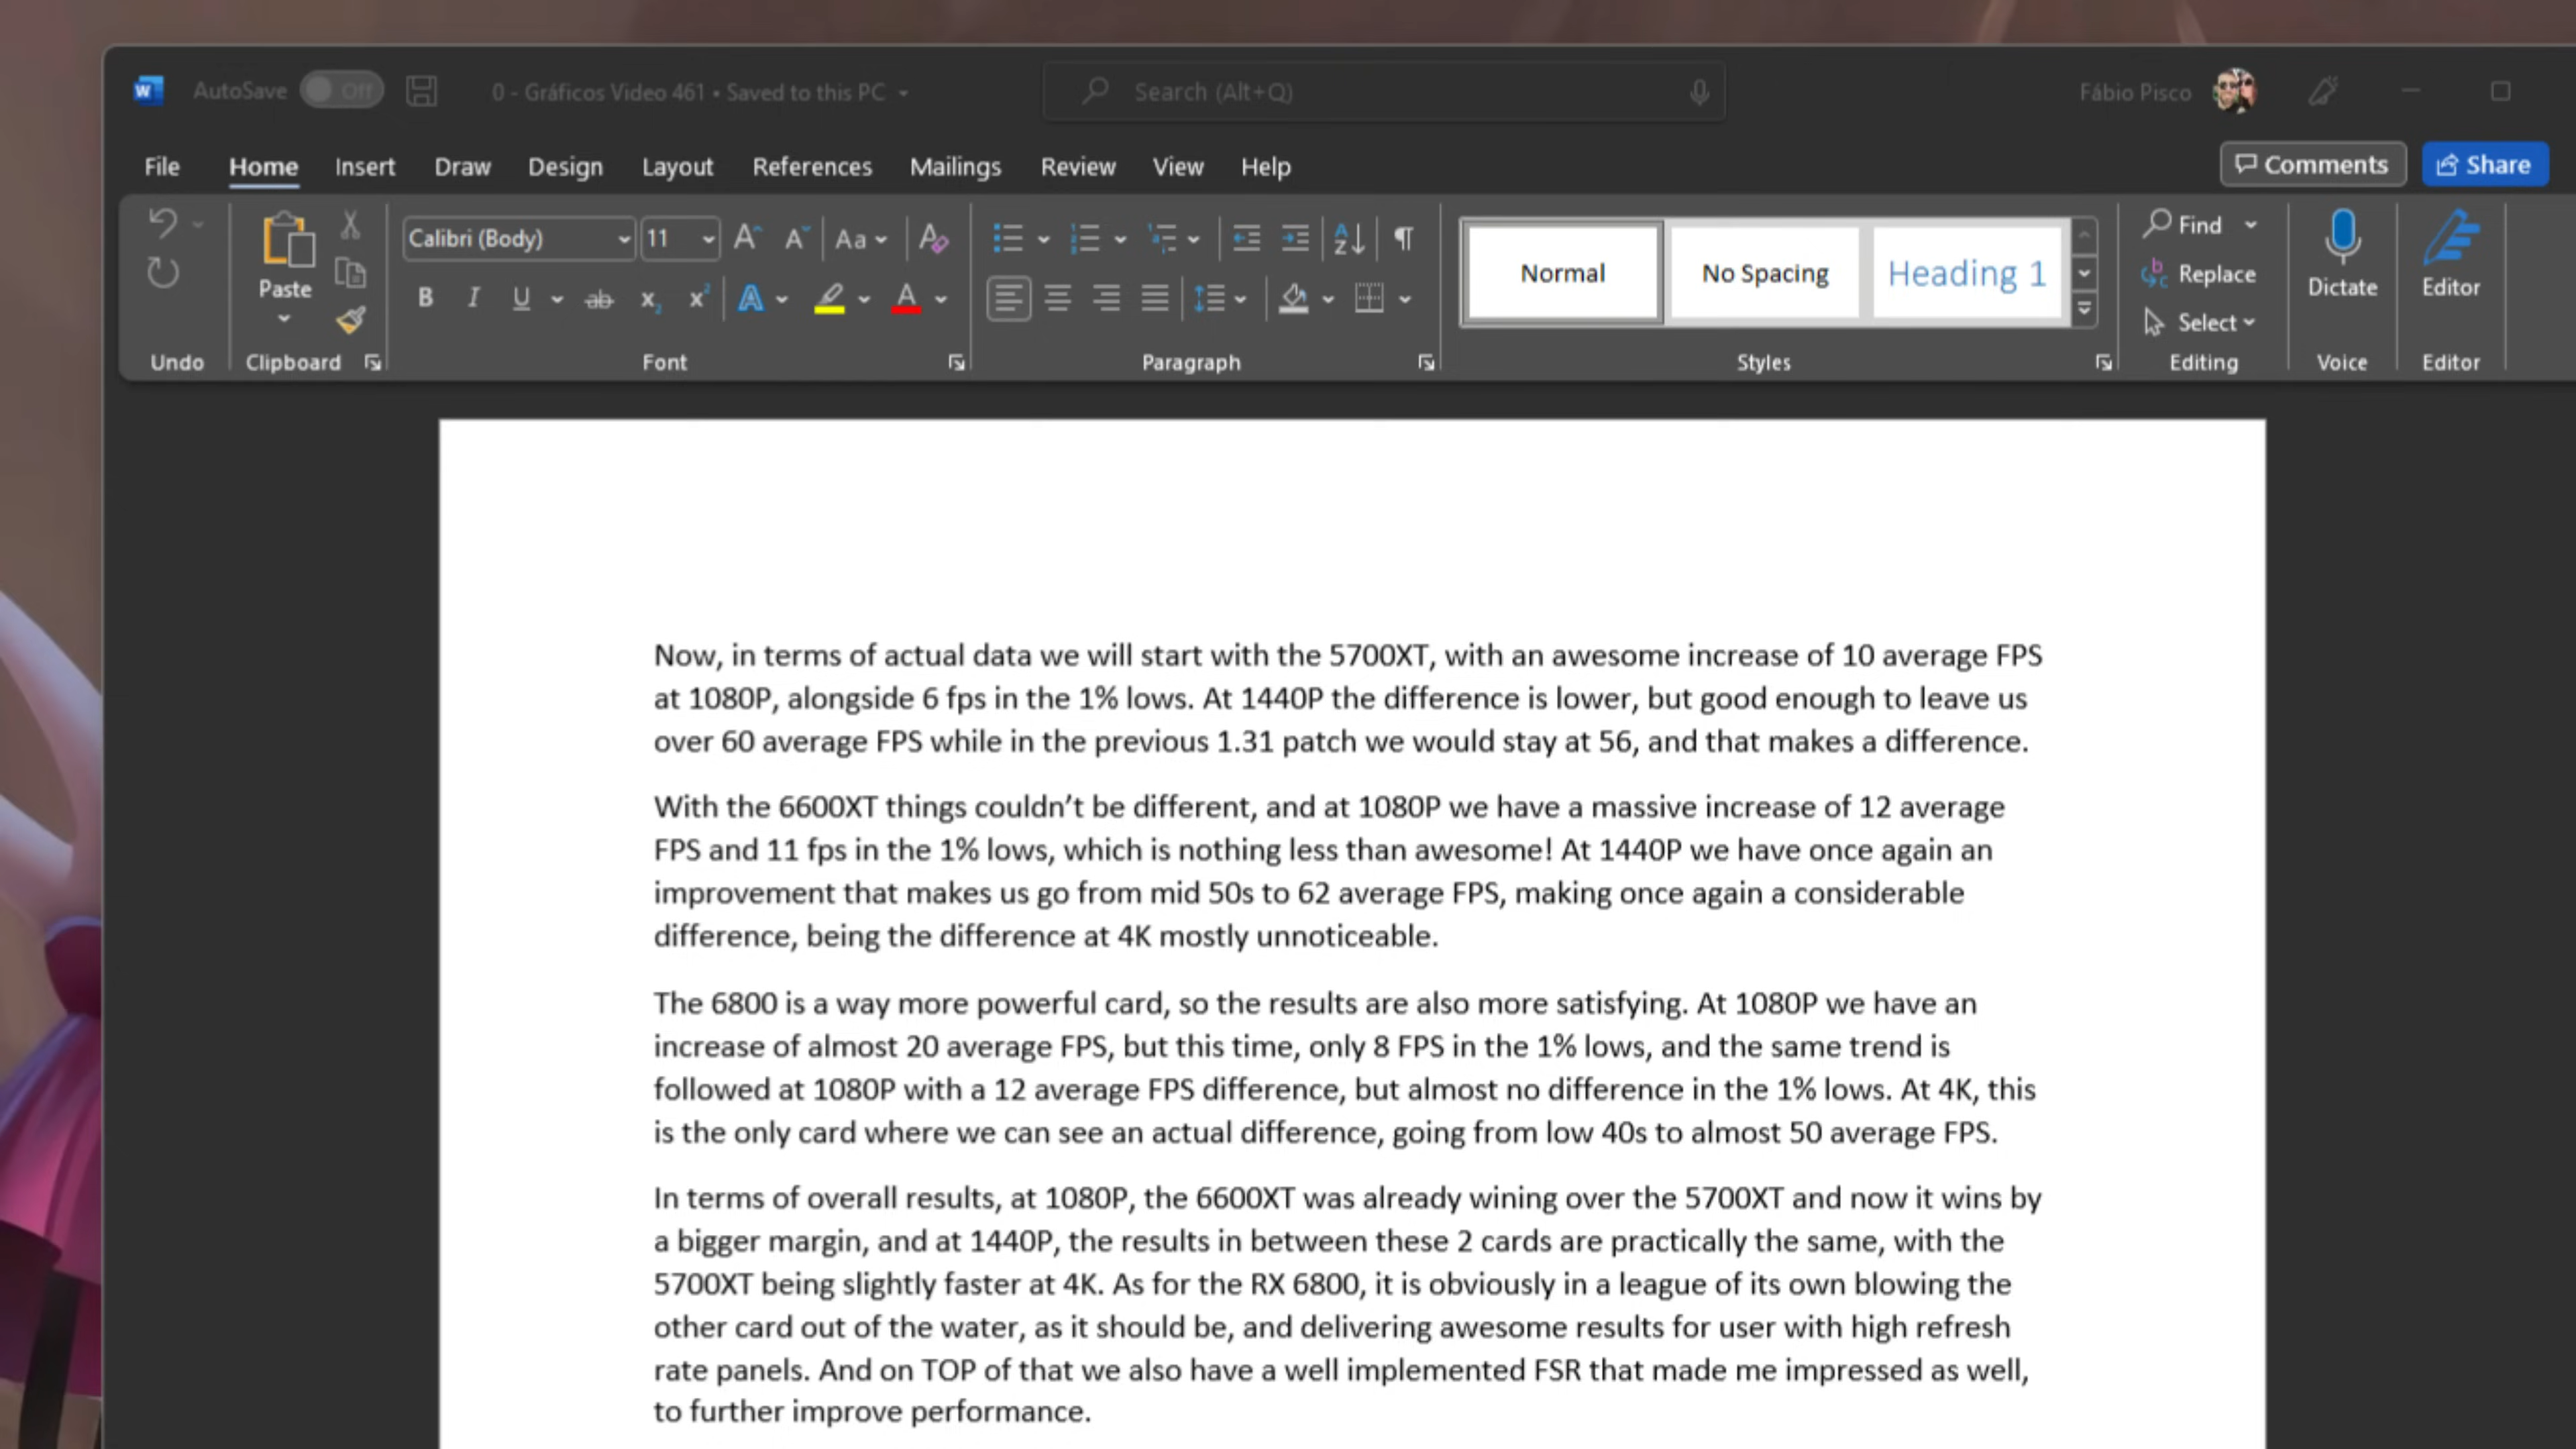 AutoSave Off 0 - Gráficos Video 461 • Saved to this PC Search (Alt+Q) Fábio Pisco
File Home Insert Draw Design Layout References Mailings Review View Help Comments Share
Calibri (Body) 11 Aa
Paste
Normal No Spacing Heading 1
Find
Replace
Select
Dictate Editor
Undo Clipboard Font Paragraph Styles Editing Voice Editor
Now, in terms of actual data we will start with the 5700XT, with an awesome increase of 10 average FPS
at 1080P, alongside 6 fps in the 1% lows. At 1440P the difference is lower, but good enough to leave us
over 60 average FPS while in the previous 1.31 patch we would stay at 56, and that makes a difference.
With the 6600XT things couldn’t be different, and at 1080P we have a massive increase of 12 average
FPS and 11 fps in the 1% lows, which is nothing less than awesome! At 1440P we have once again an
improvement that makes us go from mid 50s to 62 average FPS, making once again a considerable
difference, being the difference at 4K mostly unnoticeable.
The 6800 is a way more powerful card, so the results are also more satisfying. At 1080P we have an
increase of almost 20 average FPS, but this time, only 8 FPS in the 1% lows, and the same trend is
followed at 1080P with a 12 average FPS difference, but almost no difference in the 1% lows. At 4K, this
is the only card where we can see an actual difference, going from low 40s to almost 50 average FPS.
In terms of overall results, at 1080P, the 6600XT was already wining over the 5700XT and now it wins by
a bigger margin, and at 1440P, the results in between these 2 cards are practically the same, with the
5700XT being slightly faster at 4K. As for the RX 6800, it is obviously in a league of its own blowing the
other card out of the water, as it should be, and delivering awesome results for user with high refresh
rate panels. And on TOP of that we also have a well implemented FSR that made me impressed as well,
to further improve performance.